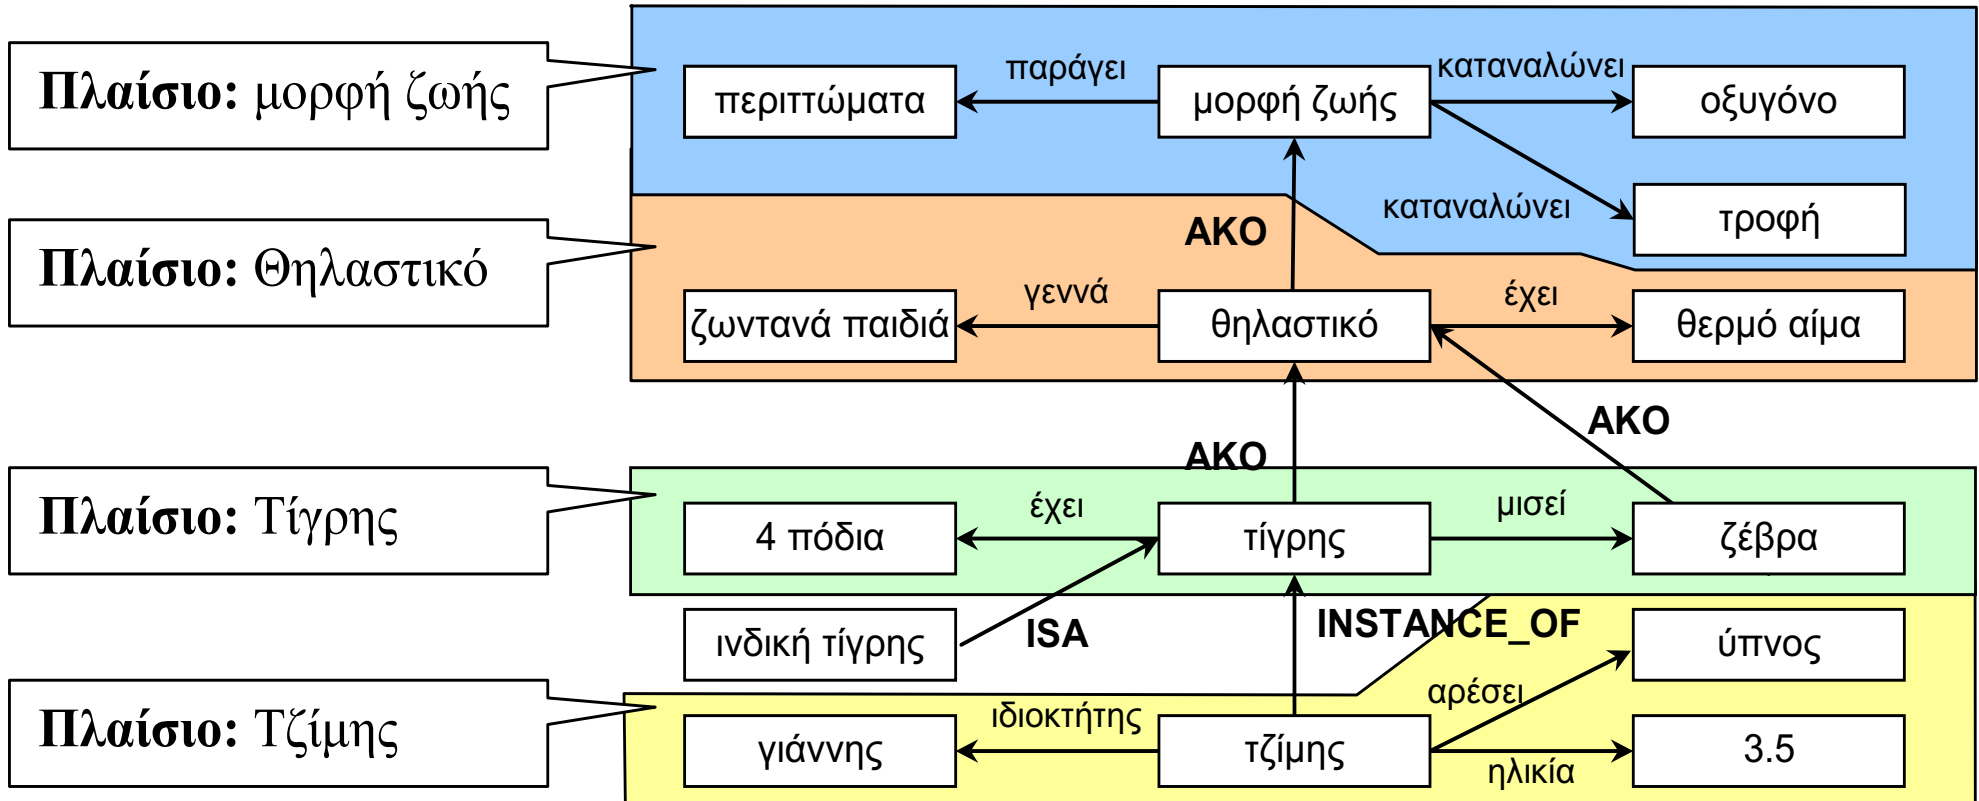 Πλαίσιο: μορφή ζωής
παράγει
καταναλώνει
περιττώματα
μορφή ζωής
οξυγόνο
καταναλώνει
τροφή
AKO
Πλαίσιο: Θηλαστικό
γεννά
έχει
ζωντανά παιδιά
θηλαστικό
θερμό αίμα
AKO
AKO
Πλαίσιο: Τίγρης
έχει
μισεί
4 πόδια
τίγρης
ζέβρα
ινδική τίγρης
ISA
INSTANCE_OF
ύπνος
αρέσει
Πλαίσιο: Τζίμης
ιδιοκτήτης
γιάννης
τζίμης
3.5
ηλικία